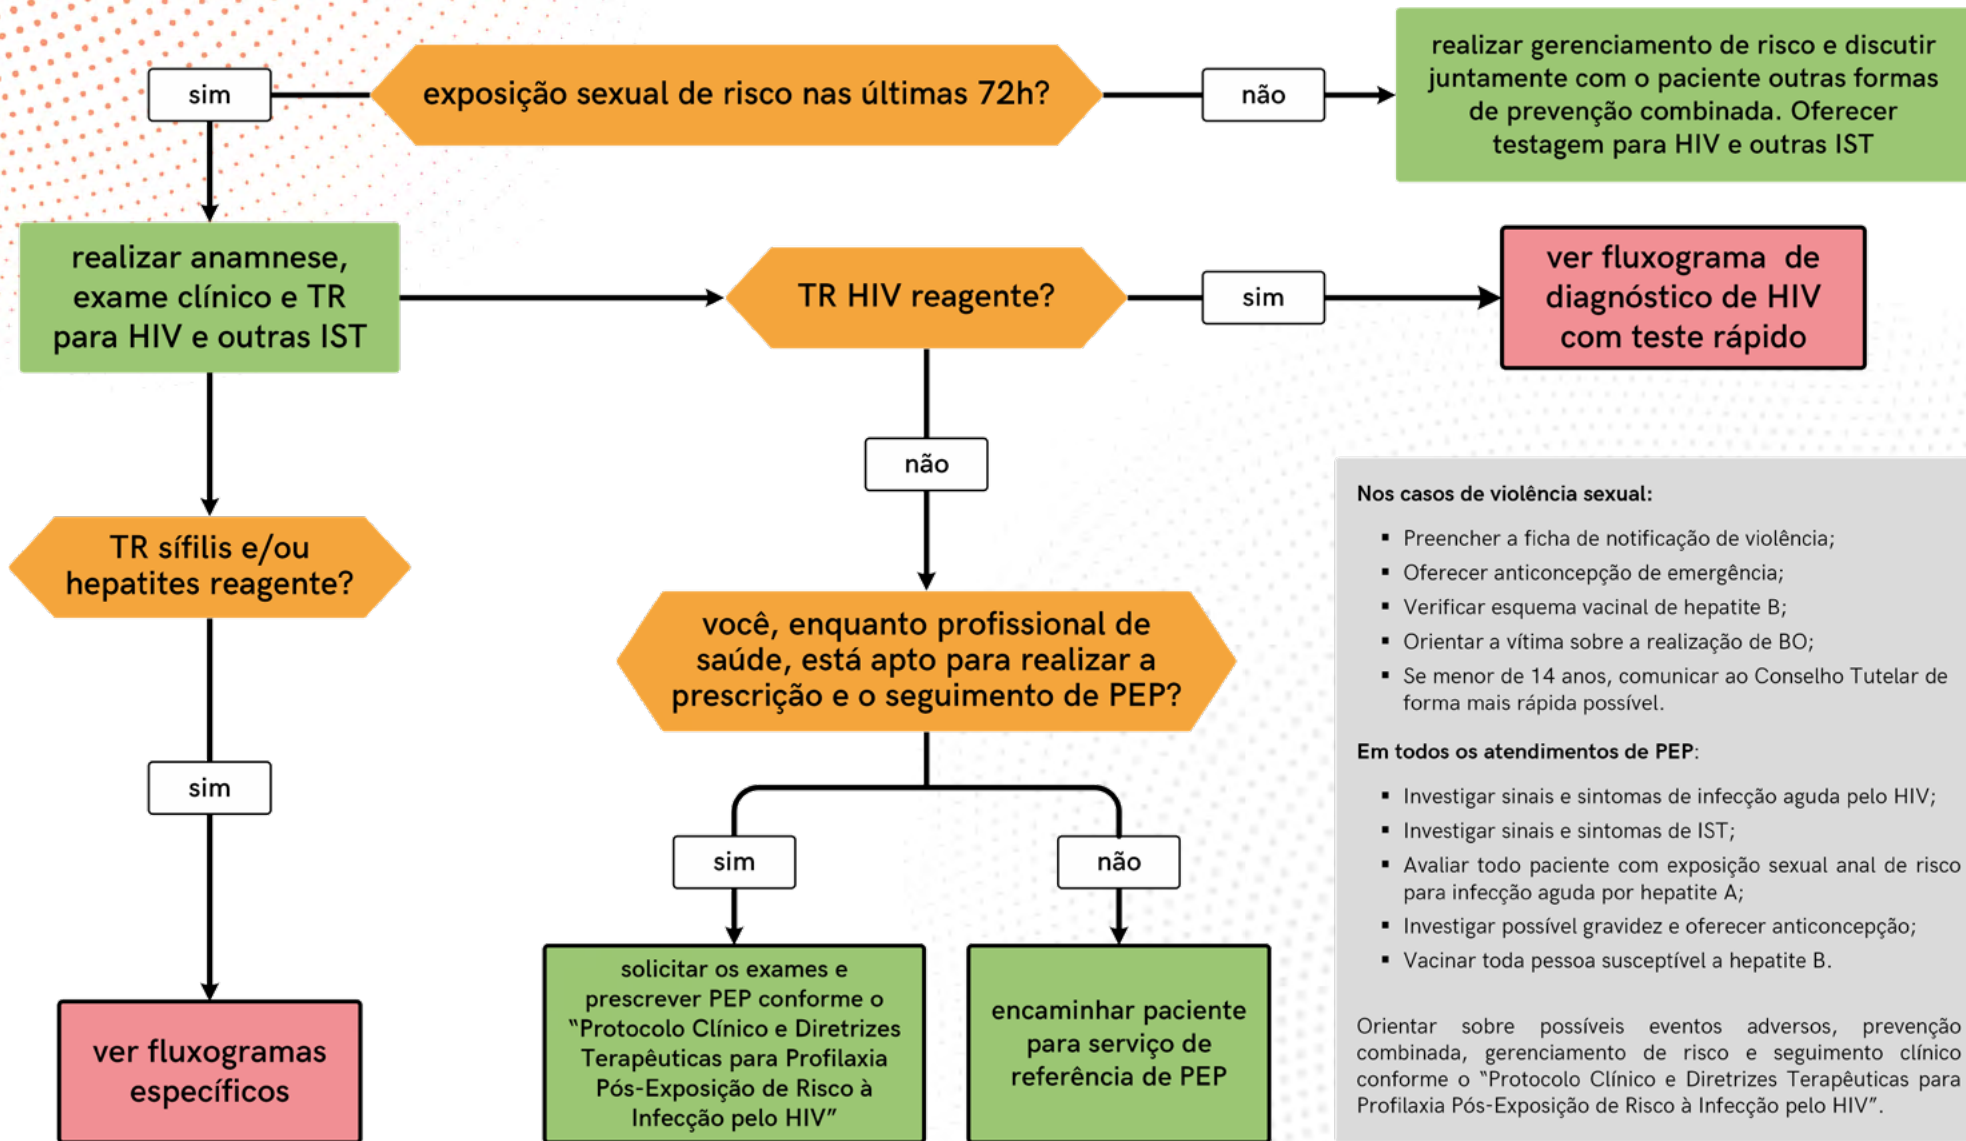 exposição sexual de risco nas últimas 72h?
sim
não
realizar gerenciamento de risco e discutir
juntamente com o paciente outras formas
de prevenção combinada. Oferecer
testagem para HIV e outras IST
realizar anamnese,
exame clínico e TR
para HIV e outras IST
TR HIV reagente?
sim
ver fluxograma de
diagnóstico de HIV
com teste rápido
não
TR sífilis e/ou
hepatites reagente?
sim
ver fluxogramas
específicos
você, enquanto profissional de
saúde, está apto para realizar a
prescrição e o seguimento de PEP?
sim
não
solicitar os exames e
prescrever PEP conforme o
“Protocolo Clínico e Diretrizes
Terapêuticas para Profilaxia
Pós-Exposição de Risco à
Infecção pelo HIV”
encaminhar paciente
para serviço de
referência de PEP
Nos casos de violência sexual:
▪ Preencher a ficha de notificação de violência;
▪ Oferecer anticoncepção de emergência;
▪ Verificar esquema vacinal de hepatite B;
▪ Orientar a vítima sobre a realização de BO;
▪ Se menor de 14 anos, comunicar ao Conselho Tutelar de
forma mais rápida possível.
Em todos os atendimentos de PEP:
▪ Investigar sinais e sintomas de infecção aguda pelo HIV;
▪ Investigar sinais e sintomas de IST;
▪ Avaliar todo paciente com exposição sexual anal de risco
para infecção aguda por hepatite A;
▪ Investigar possível gravidez e oferecer anticoncepção;
▪ Vacinar toda pessoa susceptível a hepatite B.
Orientar sobre possíveis eventos adversos, prevenção
combinada, gerenciamento de risco e seguimento clínico
conforme o “Protocolo Clínico e Diretrizes Terapêuticas para
Profilaxia Pós-Exposição de Risco à Infecção pelo HIV”.